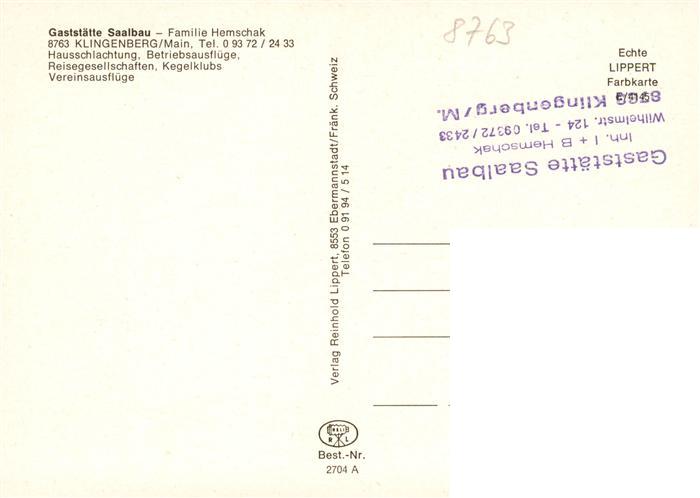 Gaststätte Saalbau – Familie Hemschak
8763 KLINGENBERG/Main, Tel. 0 93 72 / 24 33
Hausschlachtung, Betriebsausflüge,
Reisegesellschaften, Kegelklubs
Vereinsausflüge
8763
Echte
LIPPERT
Farbkarte
Gaststätte Saalbau
Inh. I + B Hemschak
Wilhelmstr. 124 - Tel. 09372/2433
8763 Klingenberg/M.
Verlag Reinhold Lippert, 8553 Ebermannstadt/Fränk. Schweiz
Telefon 0 91 94 / 5 14
R L
Best.-Nr.
2704 A